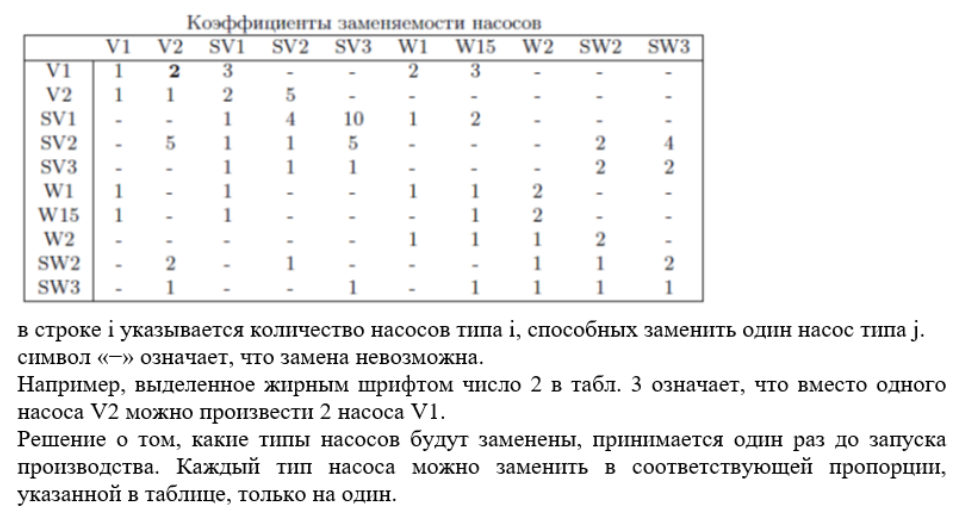 Коэффициенты заменяемости насосов
V1 V2 SV1 SV2 SV3 W1 W15 W2 SW2 SW3
V1 1 2 3 - - 2 3 - - -
V2 1 1 2 5 - - - - - -
SV1 - - 1 4 10 1 2 - - -
SV2 - 5 1 1 5 - - - 2 4
SV3 - - 1 1 1 - - - 2 2
W1 1 - 1 - - 1 1 2 - -
W15 1 - 1 - - - 1 2 - -
W2 - - - - - 1 1 1 2 -
SW2 - 2 - 1 - - - 1 1 2
SW3 - 1 - - 1 - 1 1 1 1
в строке i указывается количество насосов типа i, способных заменить один насос типа j.
символ «−» означает, что замена невозможна.
Например, выделенное жирным шрифтом число 2 в табл. 3 означает, что вместо одного
насоса V2 можно произвести 2 насоса V1.
Решение о том, какие типы насосов будут заменены, принимается один раз до запуска
производства. Каждый тип насоса можно заменить в соответствующей пропорции,
указанной в таблице, только на один.